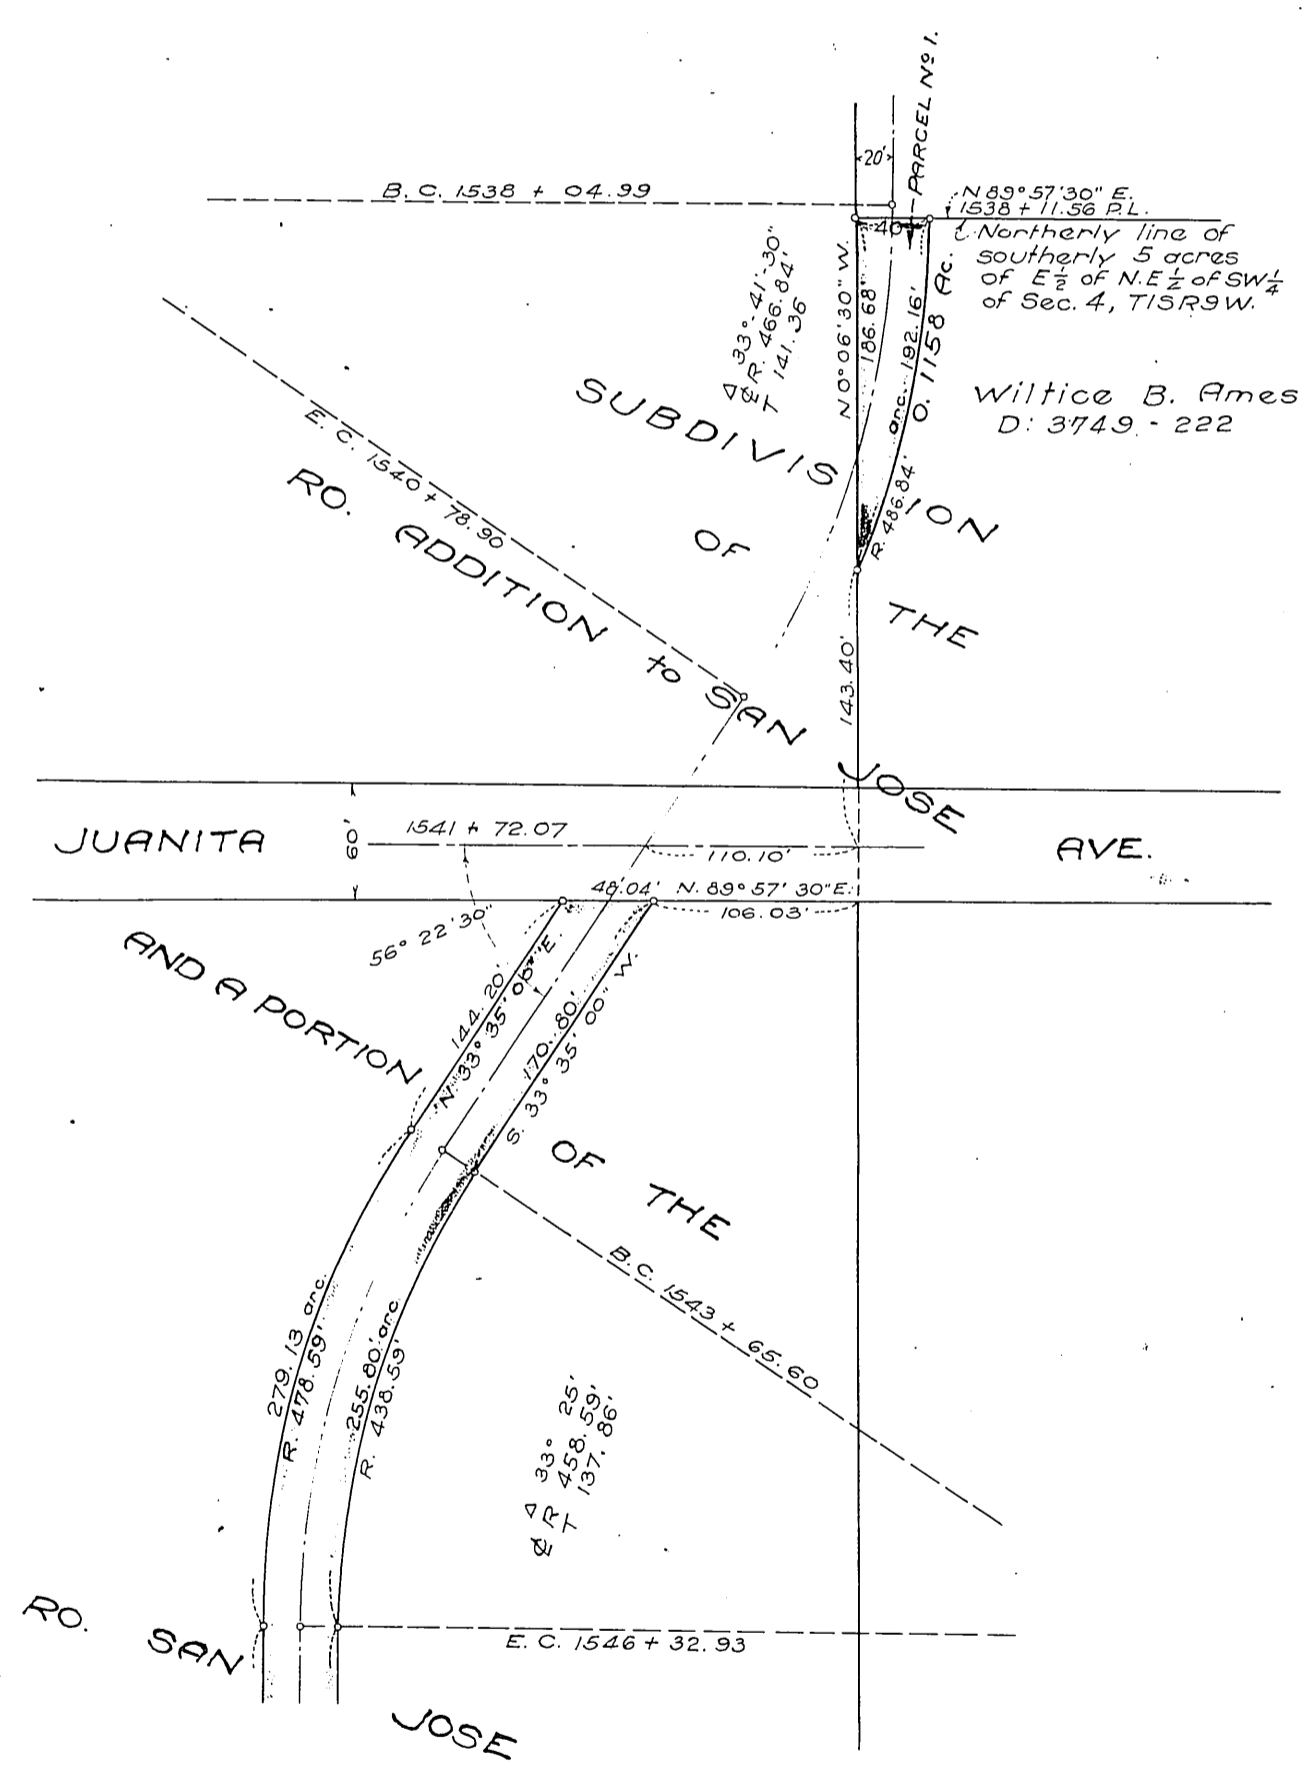 PARCEL Nº 1.
20'
B. C. 1538 + 04.99
N 89° 57' 30" E.
1538 + 11.56 P.L.
40
Northerly line of
southerly 5 acres
of E½ of N.E½ of SW¼
of Sec. 4, T1SR9W.
Δ 33°-41'-30"
₵ R. 466.84'
T 141.36
N 0° 06' 30" W.
186.68"
arc. 192.16'
0.1158 Ac.
R. 486.84'
Wiltice B. Ames
D: 3749 - 222
E. C. 1540 + 78.90
SUBDIVISION
OF THE
RO. ADDITION to SAN JOSE
143.40'
JUANITA AVE.
60'
1541 + 72.07
110.10'
48.04' N. 89° 57' 30" E.
106.03'
56° 22' 30"
144.20'
N. 33° 35' 00" E.
170.80'
S. 33° 35' 00" W.
AND A PORTION
OF THE
B.C. 1543 + 65.60
279.13 arc.
R. 478.59'
255.80' arc
R. 438.59'
Δ 33° 25'
₵ R 458.59'
T 137.86'
E. C. 1546 + 32.93
RO. SAN JOSE